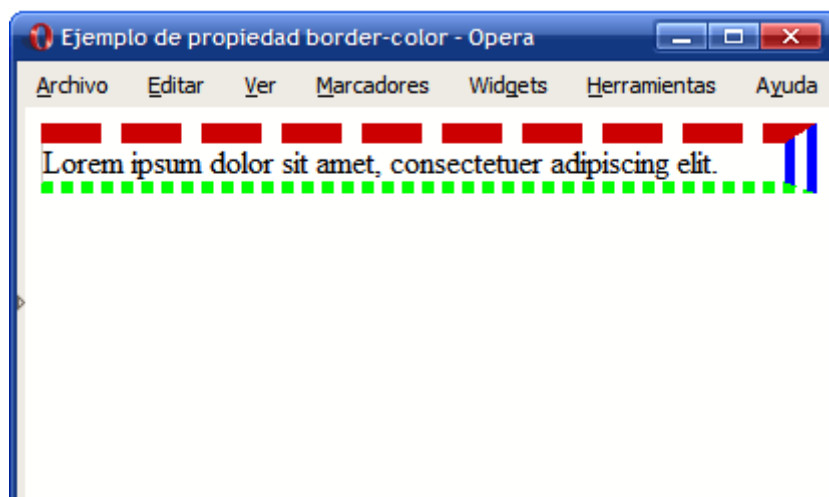 Ejemplo de propiedad border-color - Opera
Archivo Editar Ver Marcadores Widgets Herramientas Ayuda
Lorem ipsum dolor sit amet, consectetuer adipiscing elit.